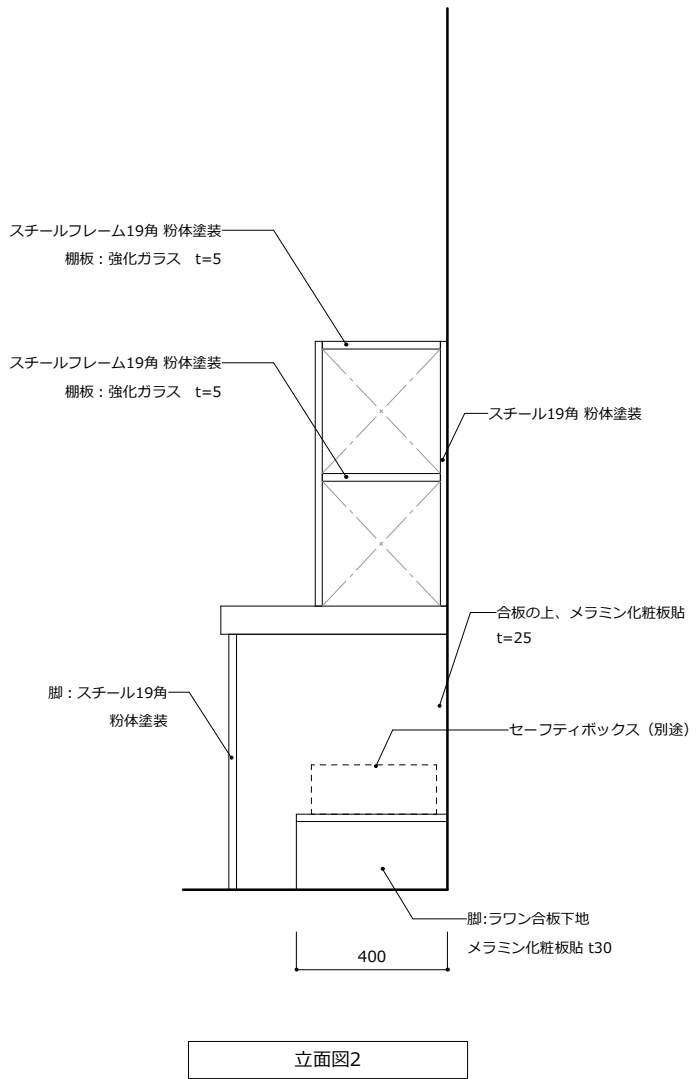 スチールフレーム19角 粉体塗装
棚板：強化ガラス　t=5
スチールフレーム19角 粉体塗装
棚板：強化ガラス　t=5
スチール19角 粉体塗装
合板の上、メラミン化粧板貼
t=25
脚：スチール19角
粉体塗装
セーフティボックス（別途）
脚:ラワン合板下地
メラミン化粧板貼 t30
400
立面図2